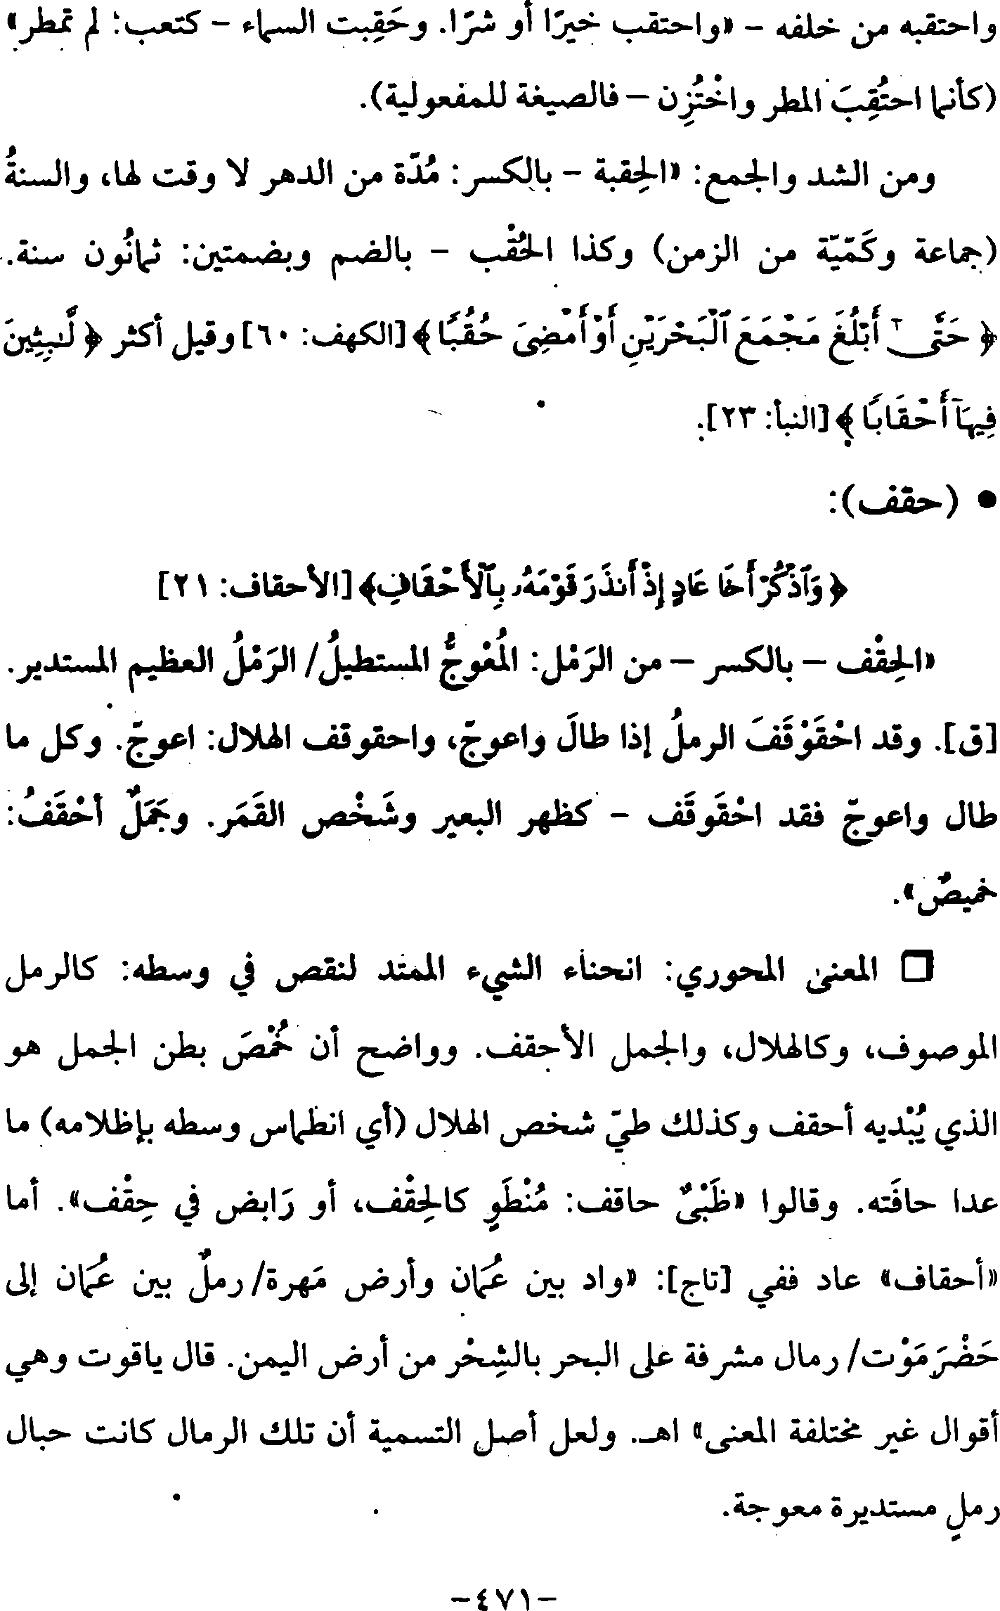 واحتقبه من خلفه – «واحتقب خيرًا أو شرًا. وحَقِبت السماء – كتعب: لم تمطر»
(كأنما احتُقِبَ المطر واخْتُزِن – فالصيغة للمفعولية).
ومن الشد والجمع: «الحِقبة – بالكسر: مُدّة من الدهر لا وقت لها، والسنةُ
(جماعة وكَمّيّة من الزمن) وكذا الحُقْب – بالضم وبضمتين: ثمانُون سنة.
﴿ حَتَّىٰٓ أَبْلُغَ مَجْمَعَ ٱلْبَحْرَيْنِ أَوْ أَمْضِىَ حُقُبًا ﴾ [الكهف: ٦٠] وقيل أكثر ﴿ لَّـٰبِثِينَ
فِيهَآ أَحْقَابًا ﴾ [النبأ: ٢٣].
● (حقف):
﴿ وَٱذْكُرْ أَخَا عَادٍ إِذْ أَنذَرَ قَوْمَهُۥ بِٱلْأَحْقَافِ ﴾ [الأحقاف: ٢١]
«الحِقْف – بالكسر – من الرَمْل: المُعْوجُّ المستطيلُ/ الرَمْلُ العظيم المستدير.
[ق]. وقد احْقَوْقَفَ الرملُ إذا طالَ واعوجّ، واحقوقف الهلال: اعوجّ. وكل ما
طال واعوجّ فقد احْقَوقَف – كظهر البعير وشَخْص القَمَر. وجَمَلٌ أحْقَفُ:
خميصٌ».
❒ المعنىٰ المحوري: انحناء الشيء الممتد لنقص في وسطه: كالرمل
الموصوف، وكالهلال، والجمل الأحقف. وواضح أن خُمْصَ بطن الجمل هو
الذي يُبْديه أحقف وكذلك طيّ شخص الهلال (أي انطماس وسطه بإظلامه) ما
عدا حافَته. وقالوا «ظَبْيٌ حاقف: مُنْطَوٍ كالحِقْف، أو رَابض في حِقْف». أما
«أحقاف» عاد ففي [تاج]: «واد بين عُمَان وأرض مَهرة/ رملٌ بين عُمَان إلى
حَضْرَمَوْت/ رمال مشرفة على البحر بالشِحْر من أرض اليمن. قال ياقوت وهي
أقوال غير مختلفة المعنى» اهـ. ولعل أصل التسمية أن تلك الرمال كانت حبال
رملٍ مستديرة معوجة.
-٤٧١-